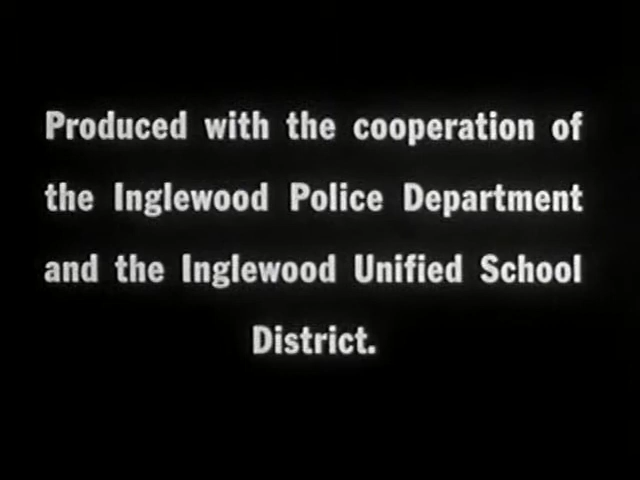 Produced with the cooperation of
the Inglewood Police Department
and the Inglewood Unified School
District.